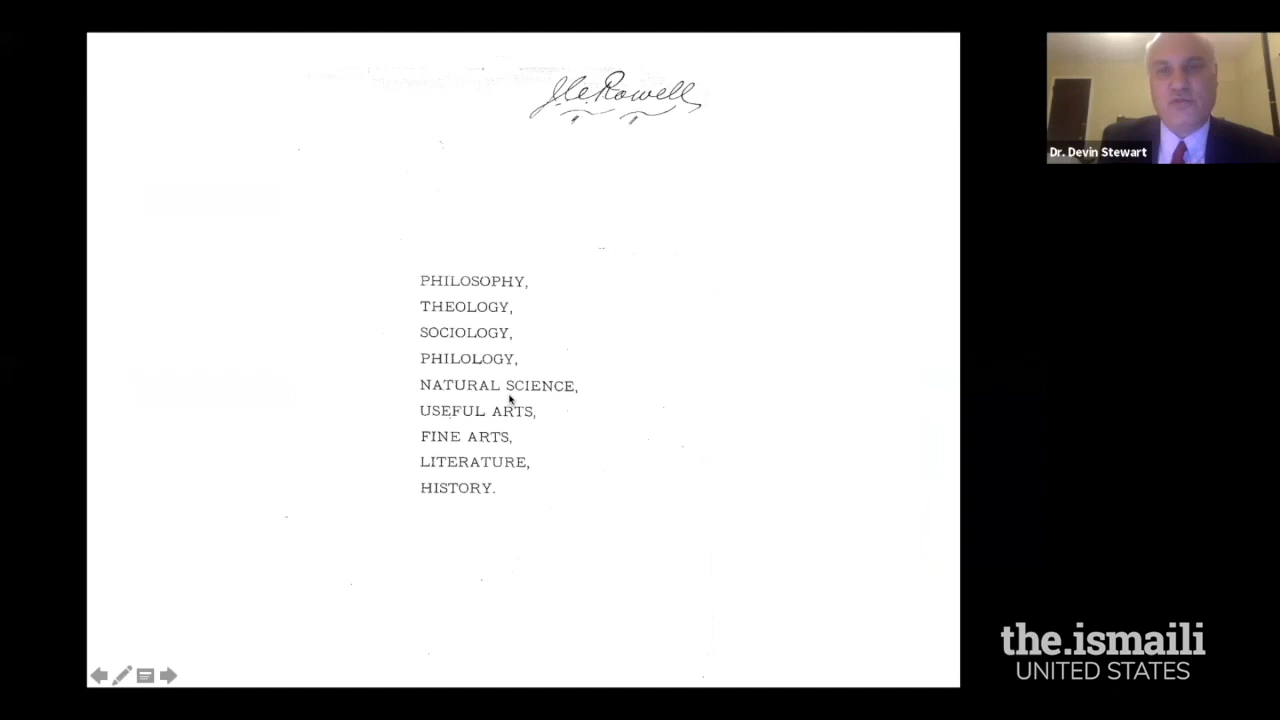 J.C. Rowell
PHILOSOPHY,
THEOLOGY,
SOCIOLOGY,
PHILOLOGY,
NATURAL SCIENCE,
USEFUL ARTS,
FINE ARTS,
LITERATURE,
HISTORY.
Dr. Devin Stewart
the.ismaili
UNITED STATES